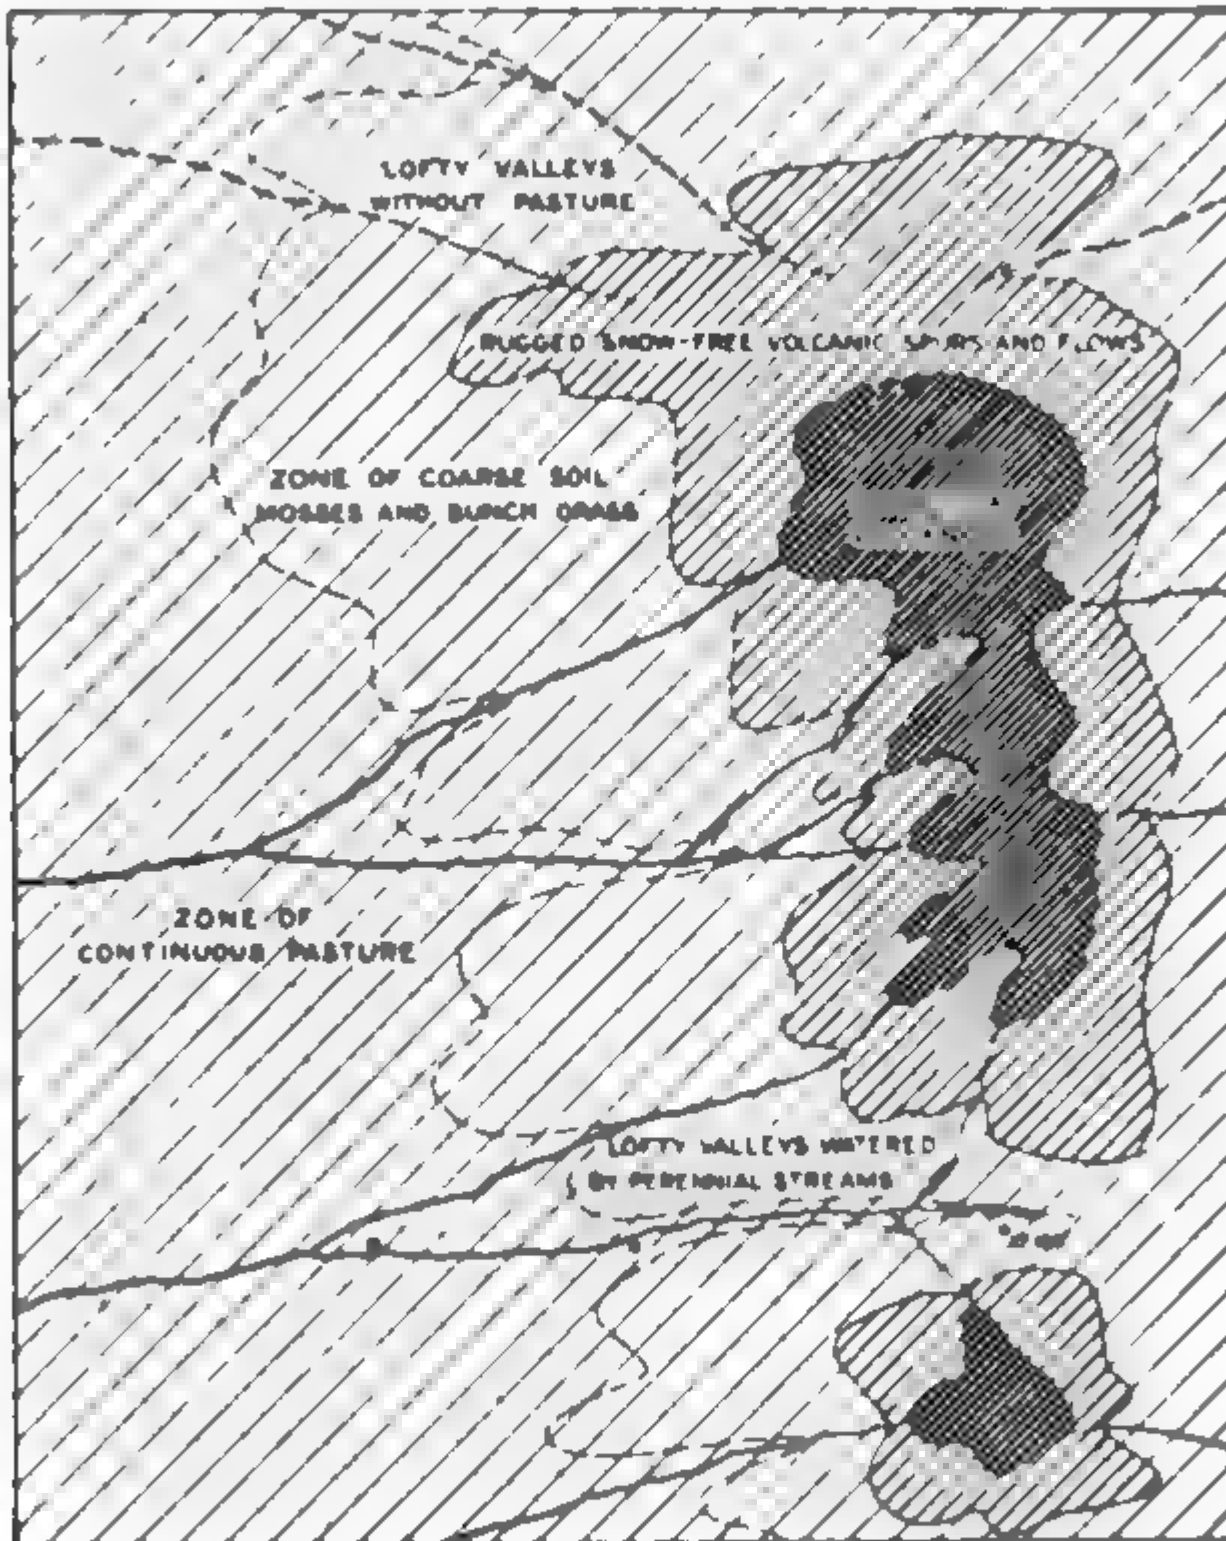 LOFTY VALLEYS
WITHOUT PASTURE
RUGGED SNOW-FREE VOLCANIC SPURS AND FLOWS
ZONE OF COARSE SOIL
MOSSES AND BUNCH GRASS
ZONE OF
CONTINUOUS PASTURE
LOFTY VALLEYS WATERED
BY PERENNIAL STREAMS